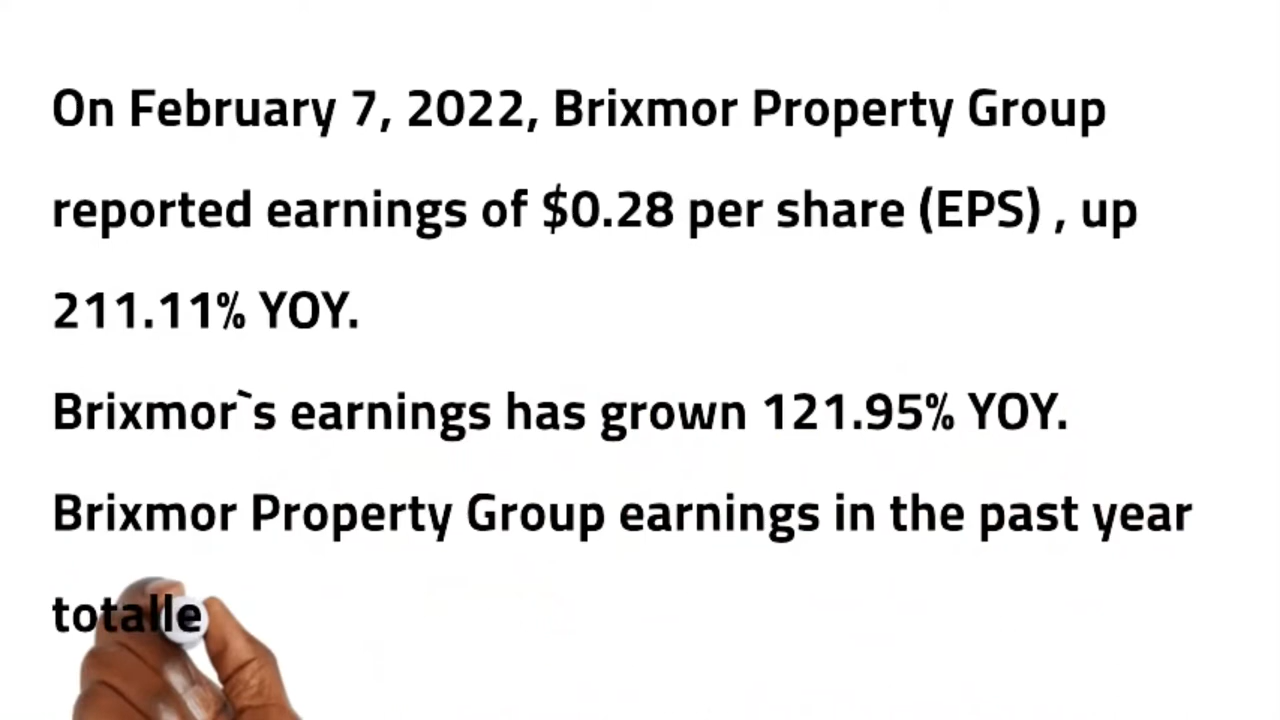 On February 7, 2022, Brixmor Property Group
reported earnings of $0.28 per share (EPS) , up
211.11% YOY.
Brixmor`s earnings has grown 121.95% YOY.
Brixmor Property Group earnings in the past year
totalle